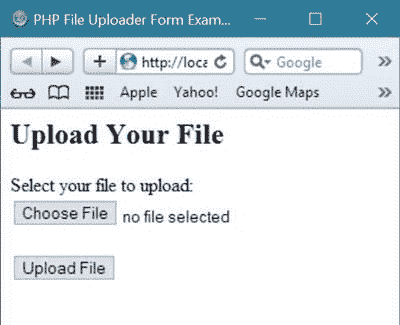 PHP File Uploader Form Exam...
http://loca
Google
Apple Yahoo! Google Maps
Upload Your File
Select your file to upload:
Choose File no file selected
Upload File